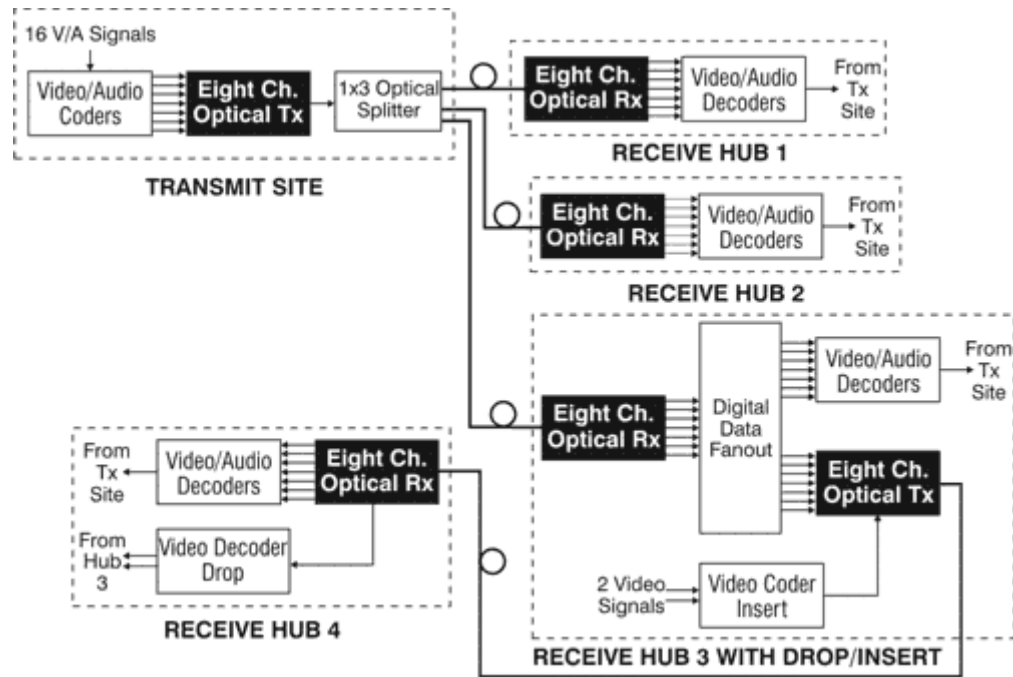 16 V/A Signals
Video/Audio
Coders
Eight Ch.
Optical Tx
1x3 Optical
Splitter
TRANSMIT SITE
Eight Ch.
Optical Rx
Video/Audio
Decoders
From
Tx
Site
RECEIVE HUB 1
Eight Ch.
Optical Rx
Video/Audio
Decoders
From
Tx
Site
RECEIVE HUB 2
Eight Ch.
Optical Rx
Digital
Data
Fanout
Video/Audio
Decoders
From
Tx
Site
Eight Ch.
Optical Tx
2 Video
Signals
Video Coder
Insert
RECEIVE HUB 3 WITH DROP/INSERT
From
Tx
Site
Video/Audio
Decoders
Eight Ch.
Optical Rx
From
Hub
3
Video Decoder
Drop
RECEIVE HUB 4